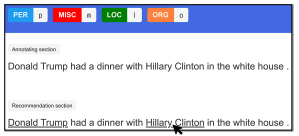 PER p MISC m LOC l ORG o
Annotating section
Donald Trump had a dinner with Hillary Clinton in the white house .
Recommendation section
Donald Trump had a dinner with Hillary Clinton in the white house .